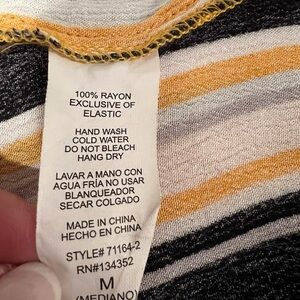 100% RAYON
EXCLUSIVE OF
ELASTIC
HAND WASH
COLD WATER
DO NOT BLEACH
HANG DRY
LAVAR A MANO CON
AGUA FRÍA NO USAR
BLANQUEADOR
SECAR COLGADO
MADE IN CHINA
HECHO EN CHINA
STYLE# 71164-2
RN#134352
M
(MEDIANO)